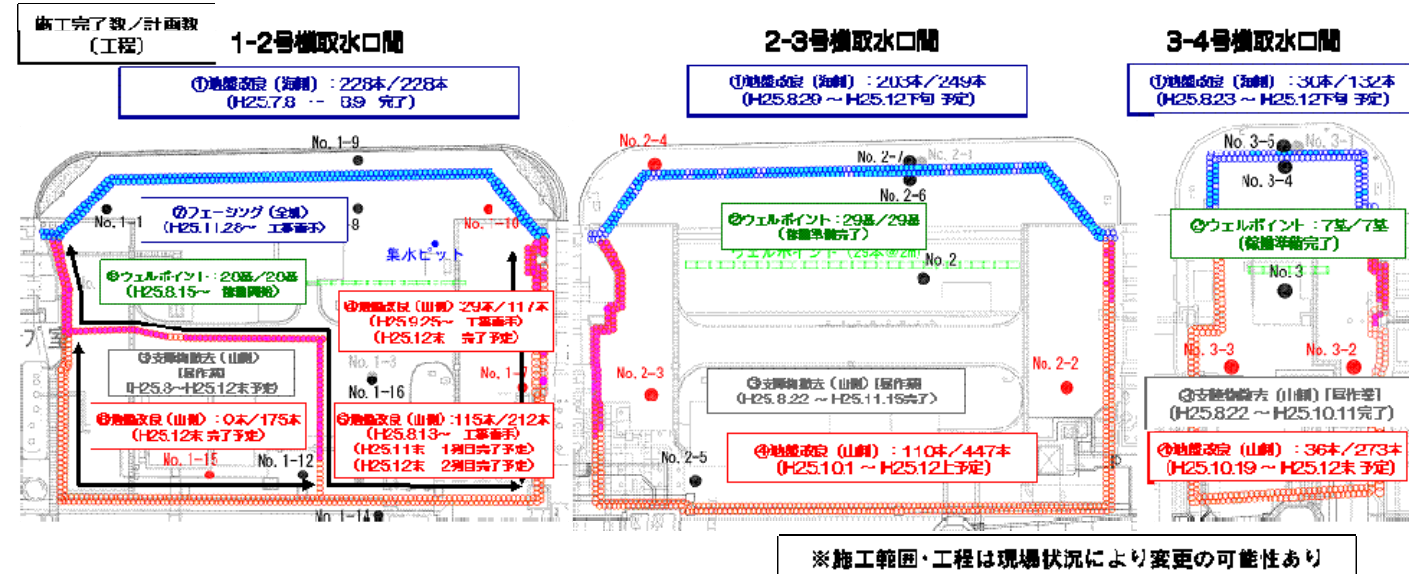 施工完了数/計画数
(工程)
1-2号機取水口間
①地盤改良(海側):228本/228本
(H25.7.8 ~ 8.9 完了)
No. 1-9
No. 1-1
⑦フェーシング(全域)
(H25.11.28~ 工事着手)
No. 1-10
集水ピット
⑥ウェルポイント:28基/28基
(H25.8.15~ 稼働開始)
(山側):29本/117本
(H25.9.25~ 工事着手)
(H25.12末 完了予定)
③支障物撤去(山側)
[昼作業]
(H25.8~H25.12末予定)
No. 1-3
No. 1-16
No. 1-7
地盤改良(山側):0本/175本
(H25.12末 完了予定)
地盤改良(山側):115本/212本
(H25.8.13~ 工事着手)
(H25.11末 1列目完了予定)
(H25.12末 2列目完了予定)
No. 1-15
No. 1-12
No. 1-14
2-3号機取水口間
①地盤改良(海側):203本/249本
(H25.8.29~H25.12下旬 予定)
No. 2-4
No. 2-7
No. 2-1
No. 2-6
②ウェルポイント:29基/29基
(稼働準備完了)
ウェルポイント(29本@2m)
No. 2
No. 2-3
No. 2-2
③支障物撤去(山側)[昼作業]
(H25.8.22~H25.11.15完了)
④地盤改良(山側):110本/447本
(H25.10.1~H25.12上予定)
No. 2-5
3-4号機取水口間
①地盤改良(海側):30本/132本
(H25.8.23~H25.12下旬 予定)
No. 3-5
No. 3-1
No. 3-4
②ウェルポイント:7基/7基
(稼働準備完了)
No. 3
No. 3-3
No. 3-2
③支障物撤去(山側)[昼作業]
(H25.8.22~H25.10.11完了)
地盤改良(山側):36本/273本
(H25.10.19~H25.12末 予定)
※施工範囲・工程は現場状況により変更の可能性あり